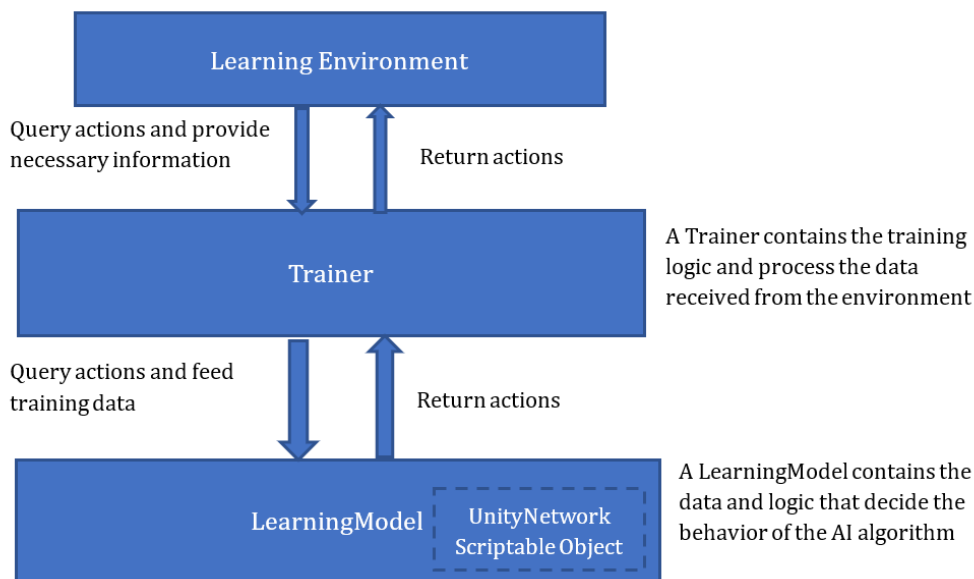 Learning Environment
Query actions and provide
necessary information
Return actions
Trainer
A Trainer contains the training
logic and process the data
received from the environment
Query actions and feed
training data
Return actions
LearningModel
UnityNetwork
Scriptable Object
A LearningModel contains the
data and logic that decide the
behavior of the AI algorithm